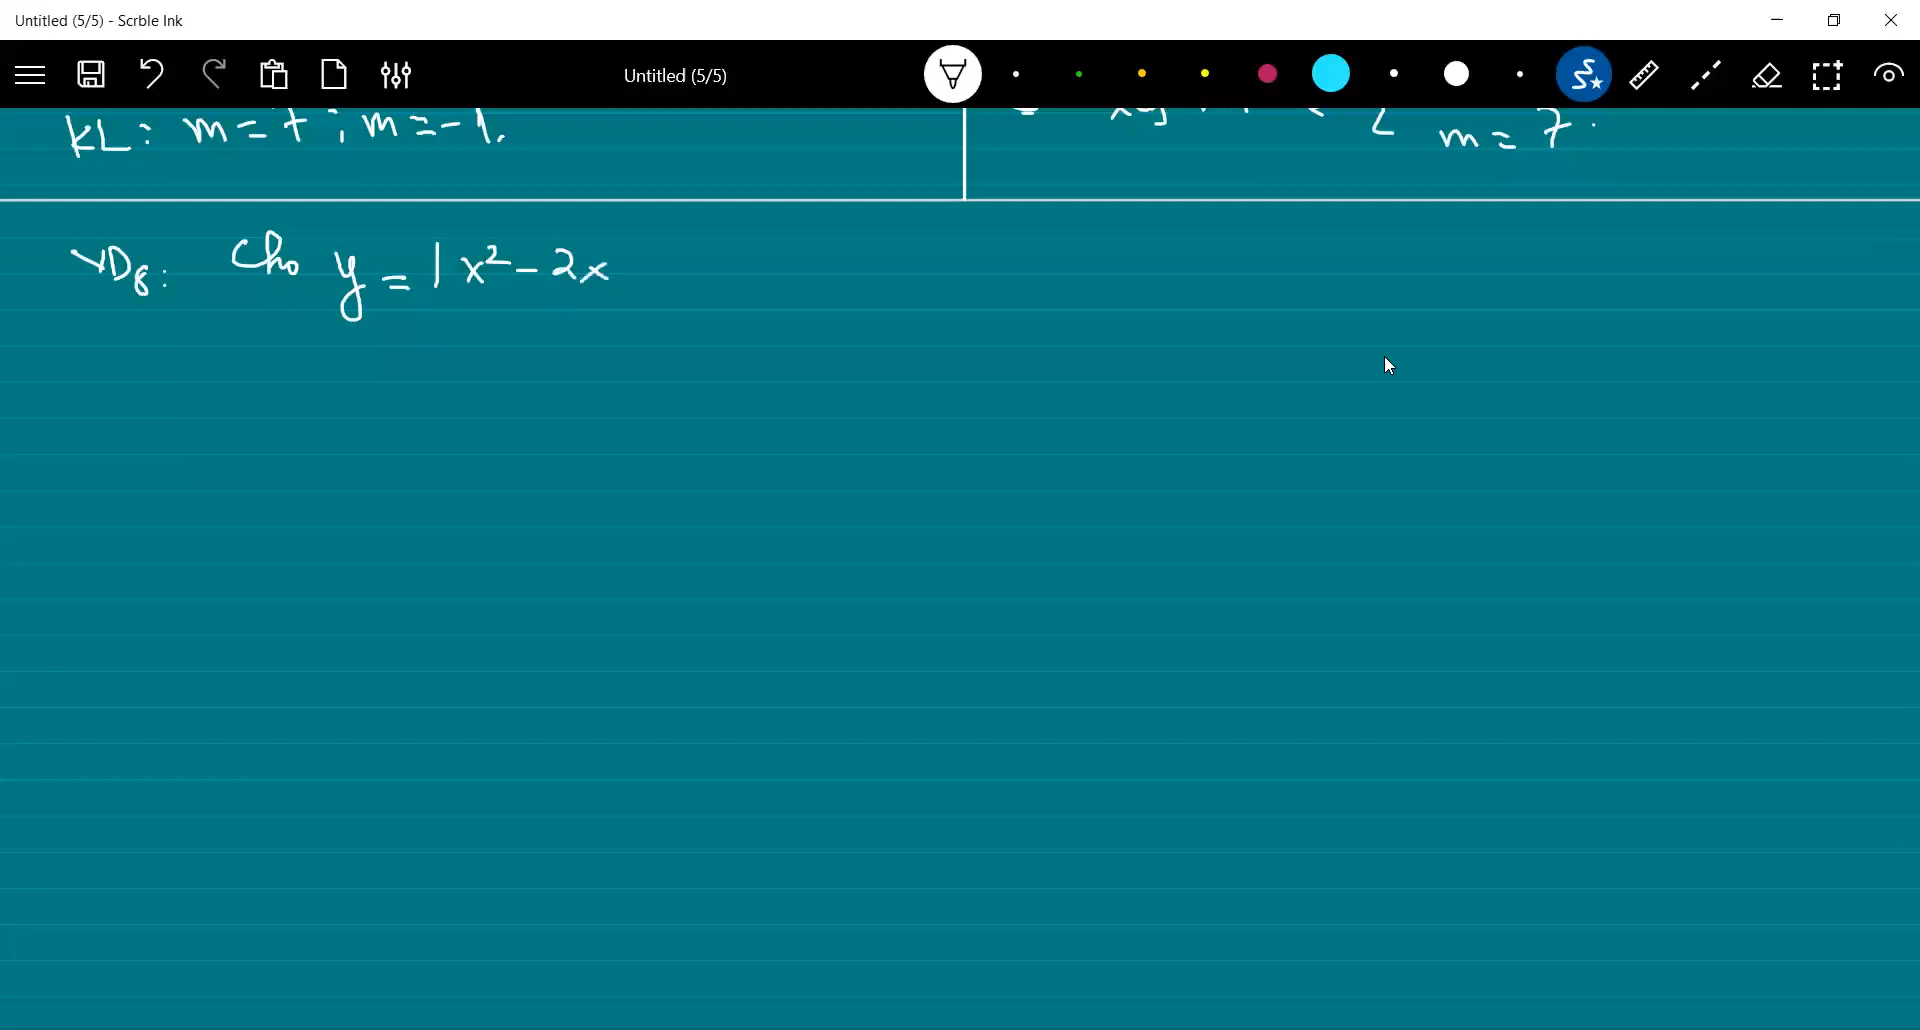 Untitled (5/5) - Scrble Ink
Untitled (5/5)
KL: m = 7 ; m = -1.
m = 7.
VD8: Cho y = |x² - 2x